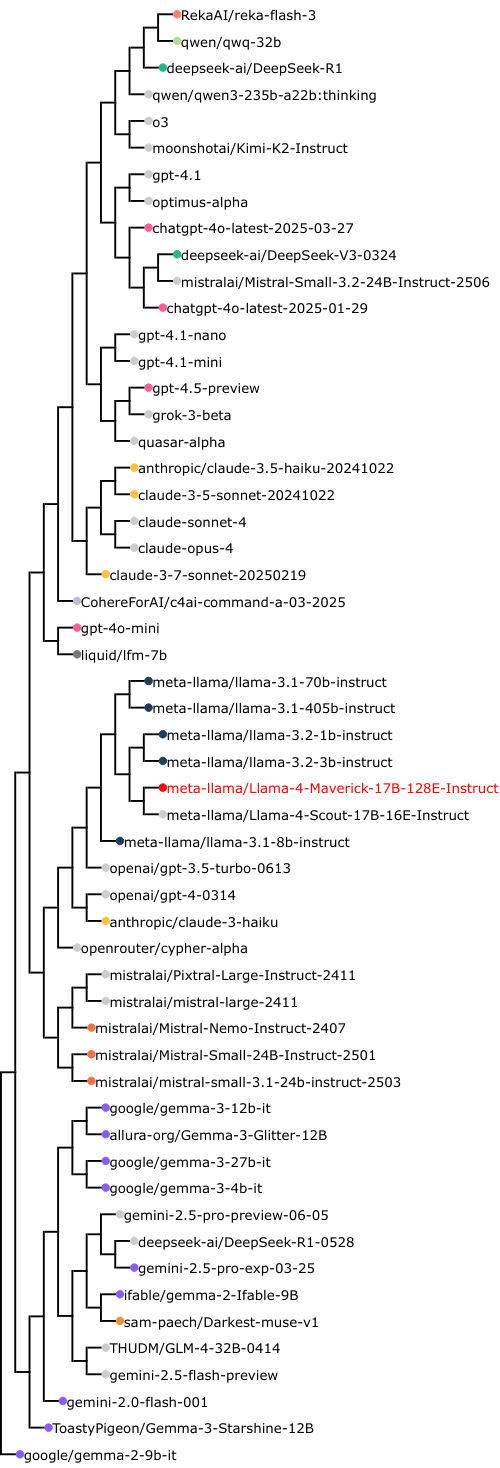 RekaAI/reka-flash-3
qwen/qwq-32b
deepseek-ai/DeepSeek-R1
qwen/qwen3-235b-a22b:thinking
o3
moonshotai/Kimi-K2-Instruct
gpt-4.1
optimus-alpha
chatgpt-4o-latest-2025-03-27
deepseek-ai/DeepSeek-V3-0324
mistralai/Mistral-Small-3.2-24B-Instruct-2506
chatgpt-4o-latest-2025-01-29
gpt-4.1-nano
gpt-4.1-mini
gpt-4.5-preview
grok-3-beta
quasar-alpha
anthropic/claude-3.5-haiku-20241022
claude-3-5-sonnet-20241022
claude-sonnet-4
claude-opus-4
claude-3-7-sonnet-20250219
CohereForAI/c4ai-command-a-03-2025
gpt-4o-mini
liquid/lfm-7b
meta-llama/llama-3.1-70b-instruct
meta-llama/llama-3.1-405b-instruct
meta-llama/llama-3.2-1b-instruct
meta-llama/llama-3.2-3b-instruct
meta-llama/Llama-4-Maverick-17B-128E-Instruct
meta-llama/Llama-4-Scout-17B-16E-Instruct
meta-llama/llama-3.1-8b-instruct
openai/gpt-3.5-turbo-0613
openai/gpt-4-0314
anthropic/claude-3-haiku
openrouter/cypher-alpha
mistralai/Pixtral-Large-Instruct-2411
mistralai/mistral-large-2411
mistralai/Mistral-Nemo-Instruct-2407
mistralai/Mistral-Small-24B-Instruct-2501
mistralai/mistral-small-3.1-24b-instruct-2503
google/gemma-3-12b-it
allura-org/Gemma-3-Glitter-12B
google/gemma-3-27b-it
google/gemma-3-4b-it
gemini-2.5-pro-preview-06-05
deepseek-ai/DeepSeek-R1-0528
gemini-2.5-pro-exp-03-25
ifable/gemma-2-Ifable-9B
sam-paech/Darkest-muse-v1
THUDM/GLM-4-32B-0414
gemini-2.5-flash-preview
gemini-2.0-flash-001
ToastyPigeon/Gemma-3-Starshine-12B
google/gemma-2-9b-it